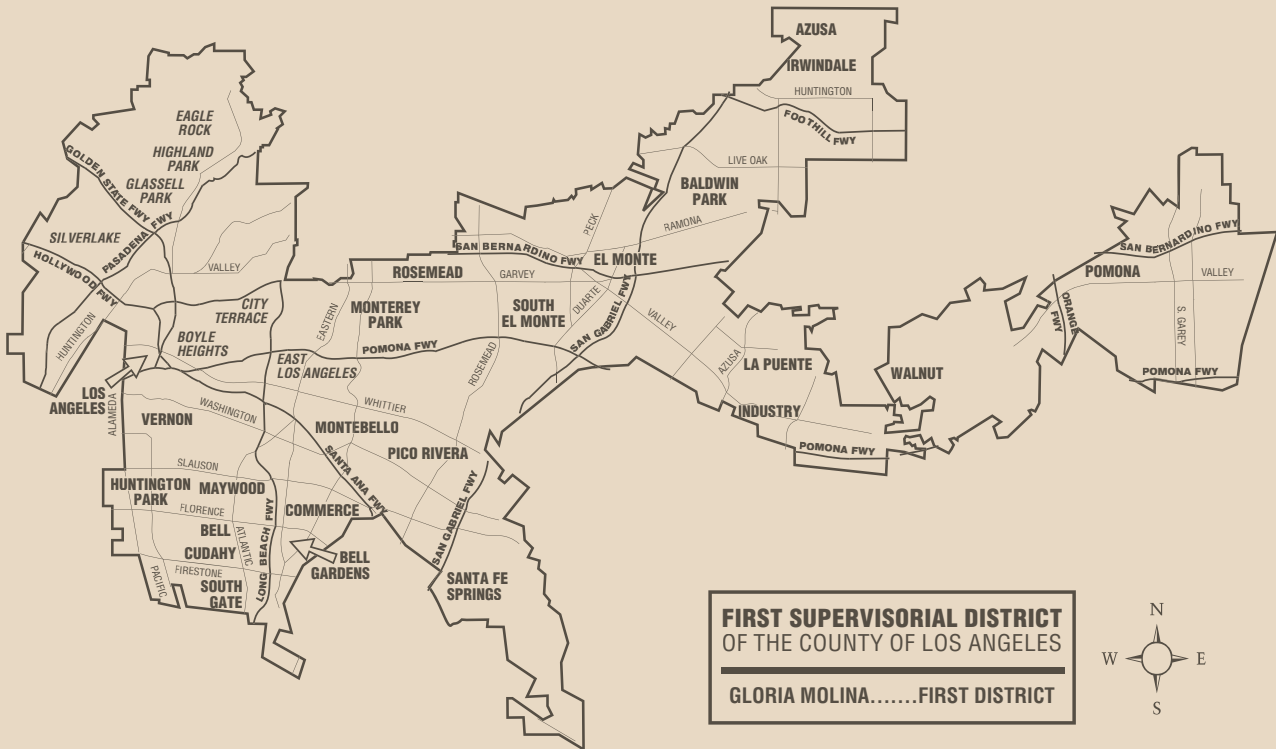 AZUSA
IRWINDALE
HUNTINGTON
FOOTHILL FWY
EAGLE
ROCK
HIGHLAND
PARK
GLASSELL
PARK
GOLDEN STATE FWY
PASADENA FWY
SILVERLAKE
HOLLYWOOD FWY
VALLEY
HUNTINGTON
LIVE OAK
BALDWIN
PARK
PECK
RAMONA
SAN BERNARDINO FWY
EL MONTE
ROSEMEAD
GARVEY
DUARTE
SAN GABRIEL FWY
VALLEY
SOUTH
EL MONTE
MONTEREY
PARK
EASTERN
CITY
TERRACE
BOYLE
HEIGHTS
EAST
LOS ANGELES
POMONA FWY
ROSEMEAD
LOS
ANGELES
ALAMEDA
VERNON
WASHINGTON
WHITTIER
MONTEBELLO
PICO RIVERA
SANTA ANA FWY
SAN GABRIEL FWY
SLAUSON
HUNTINGTON
PARK
MAYWOOD
FLORENCE
COMMERCE
BELL
CUDAHY
ATLANTIC
LONG BEACH FWY
FIRESTONE
PACIFIC
SOUTH
GATE
BELL
GARDENS
SANTA FE
SPRINGS
AZUSA
LA PUENTE
INDUSTRY
POMONA FWY
WALNUT
SAN BERNARDINO FWY
POMONA
VALLEY
ORANGE
FWY
S. GAREY
POMONA FWY
FIRST SUPERVISORIAL DISTRICT
OF THE COUNTY OF LOS ANGELES
GLORIA MOLINA.......FIRST DISTRICT
N
W
E
S